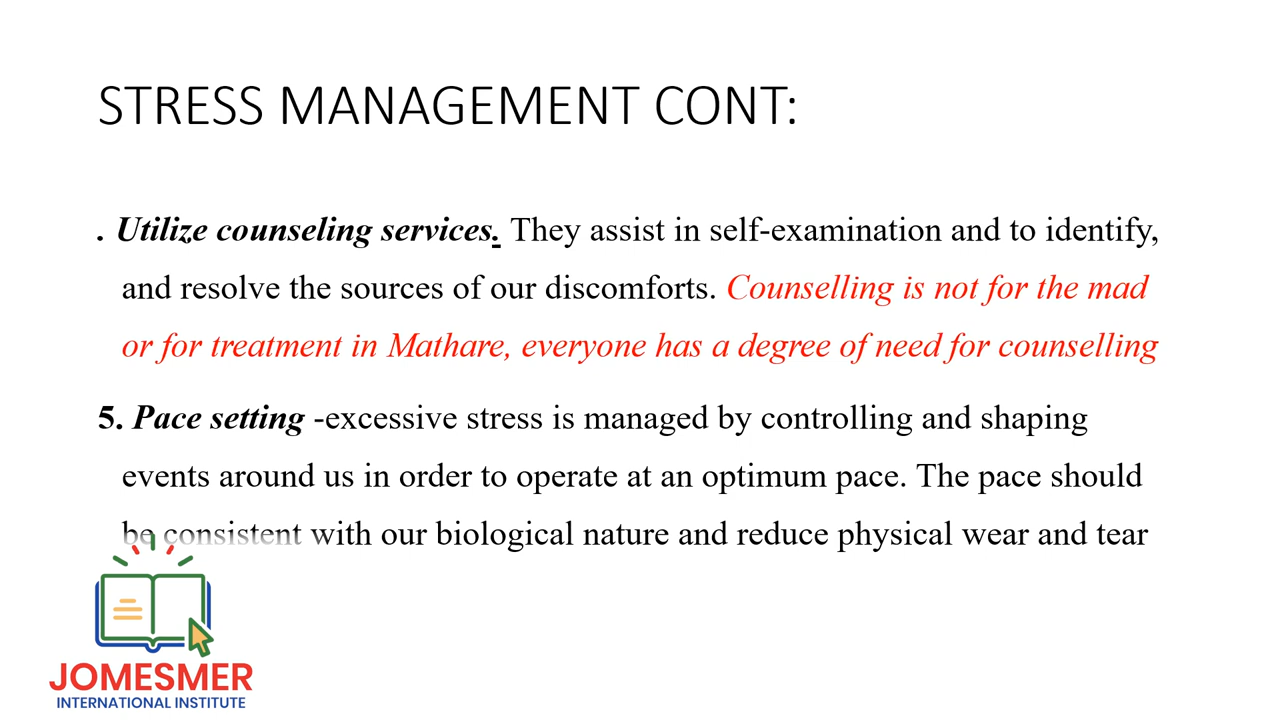 STRESS MANAGEMENT CONT:
. Utilize counseling services. They assist in self-examination and to identify,
and resolve the sources of our discomforts. Counselling is not for the mad
or for treatment in Mathare, everyone has a degree of need for counselling
5. Pace setting -excessive stress is managed by controlling and shaping
events around us in order to operate at an optimum pace. The pace should
be consistent with our biological nature and reduce physical wear and tear
JOMESMER
INTERNATIONAL INSTITUTE